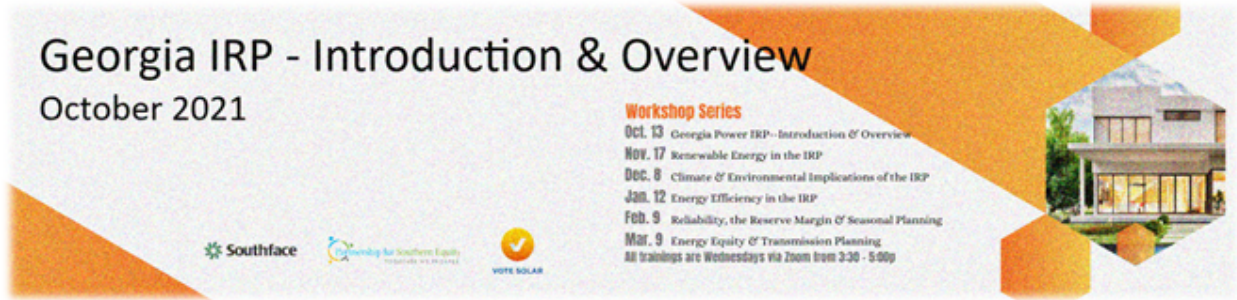 Georgia IRP - Introduction & Overview
October 2021
Workshop Series
Oct. 13 Georgia Power IRP--Introduction & Overview
Nov. 17 Renewable Energy in the IRP
Dec. 8 Climate & Environmental Implications of the IRP
Jan. 12 Energy Efficiency in the IRP
Feb. 9 Reliability, the Reserve Margin & Seasonal Planning
Mar. 9 Energy Equity & Transmission Planning
All trainings are Wednesdays via Zoom from 3:30 - 5:00p
Southface
Partnership for Southern Equity
VOTE SOLAR